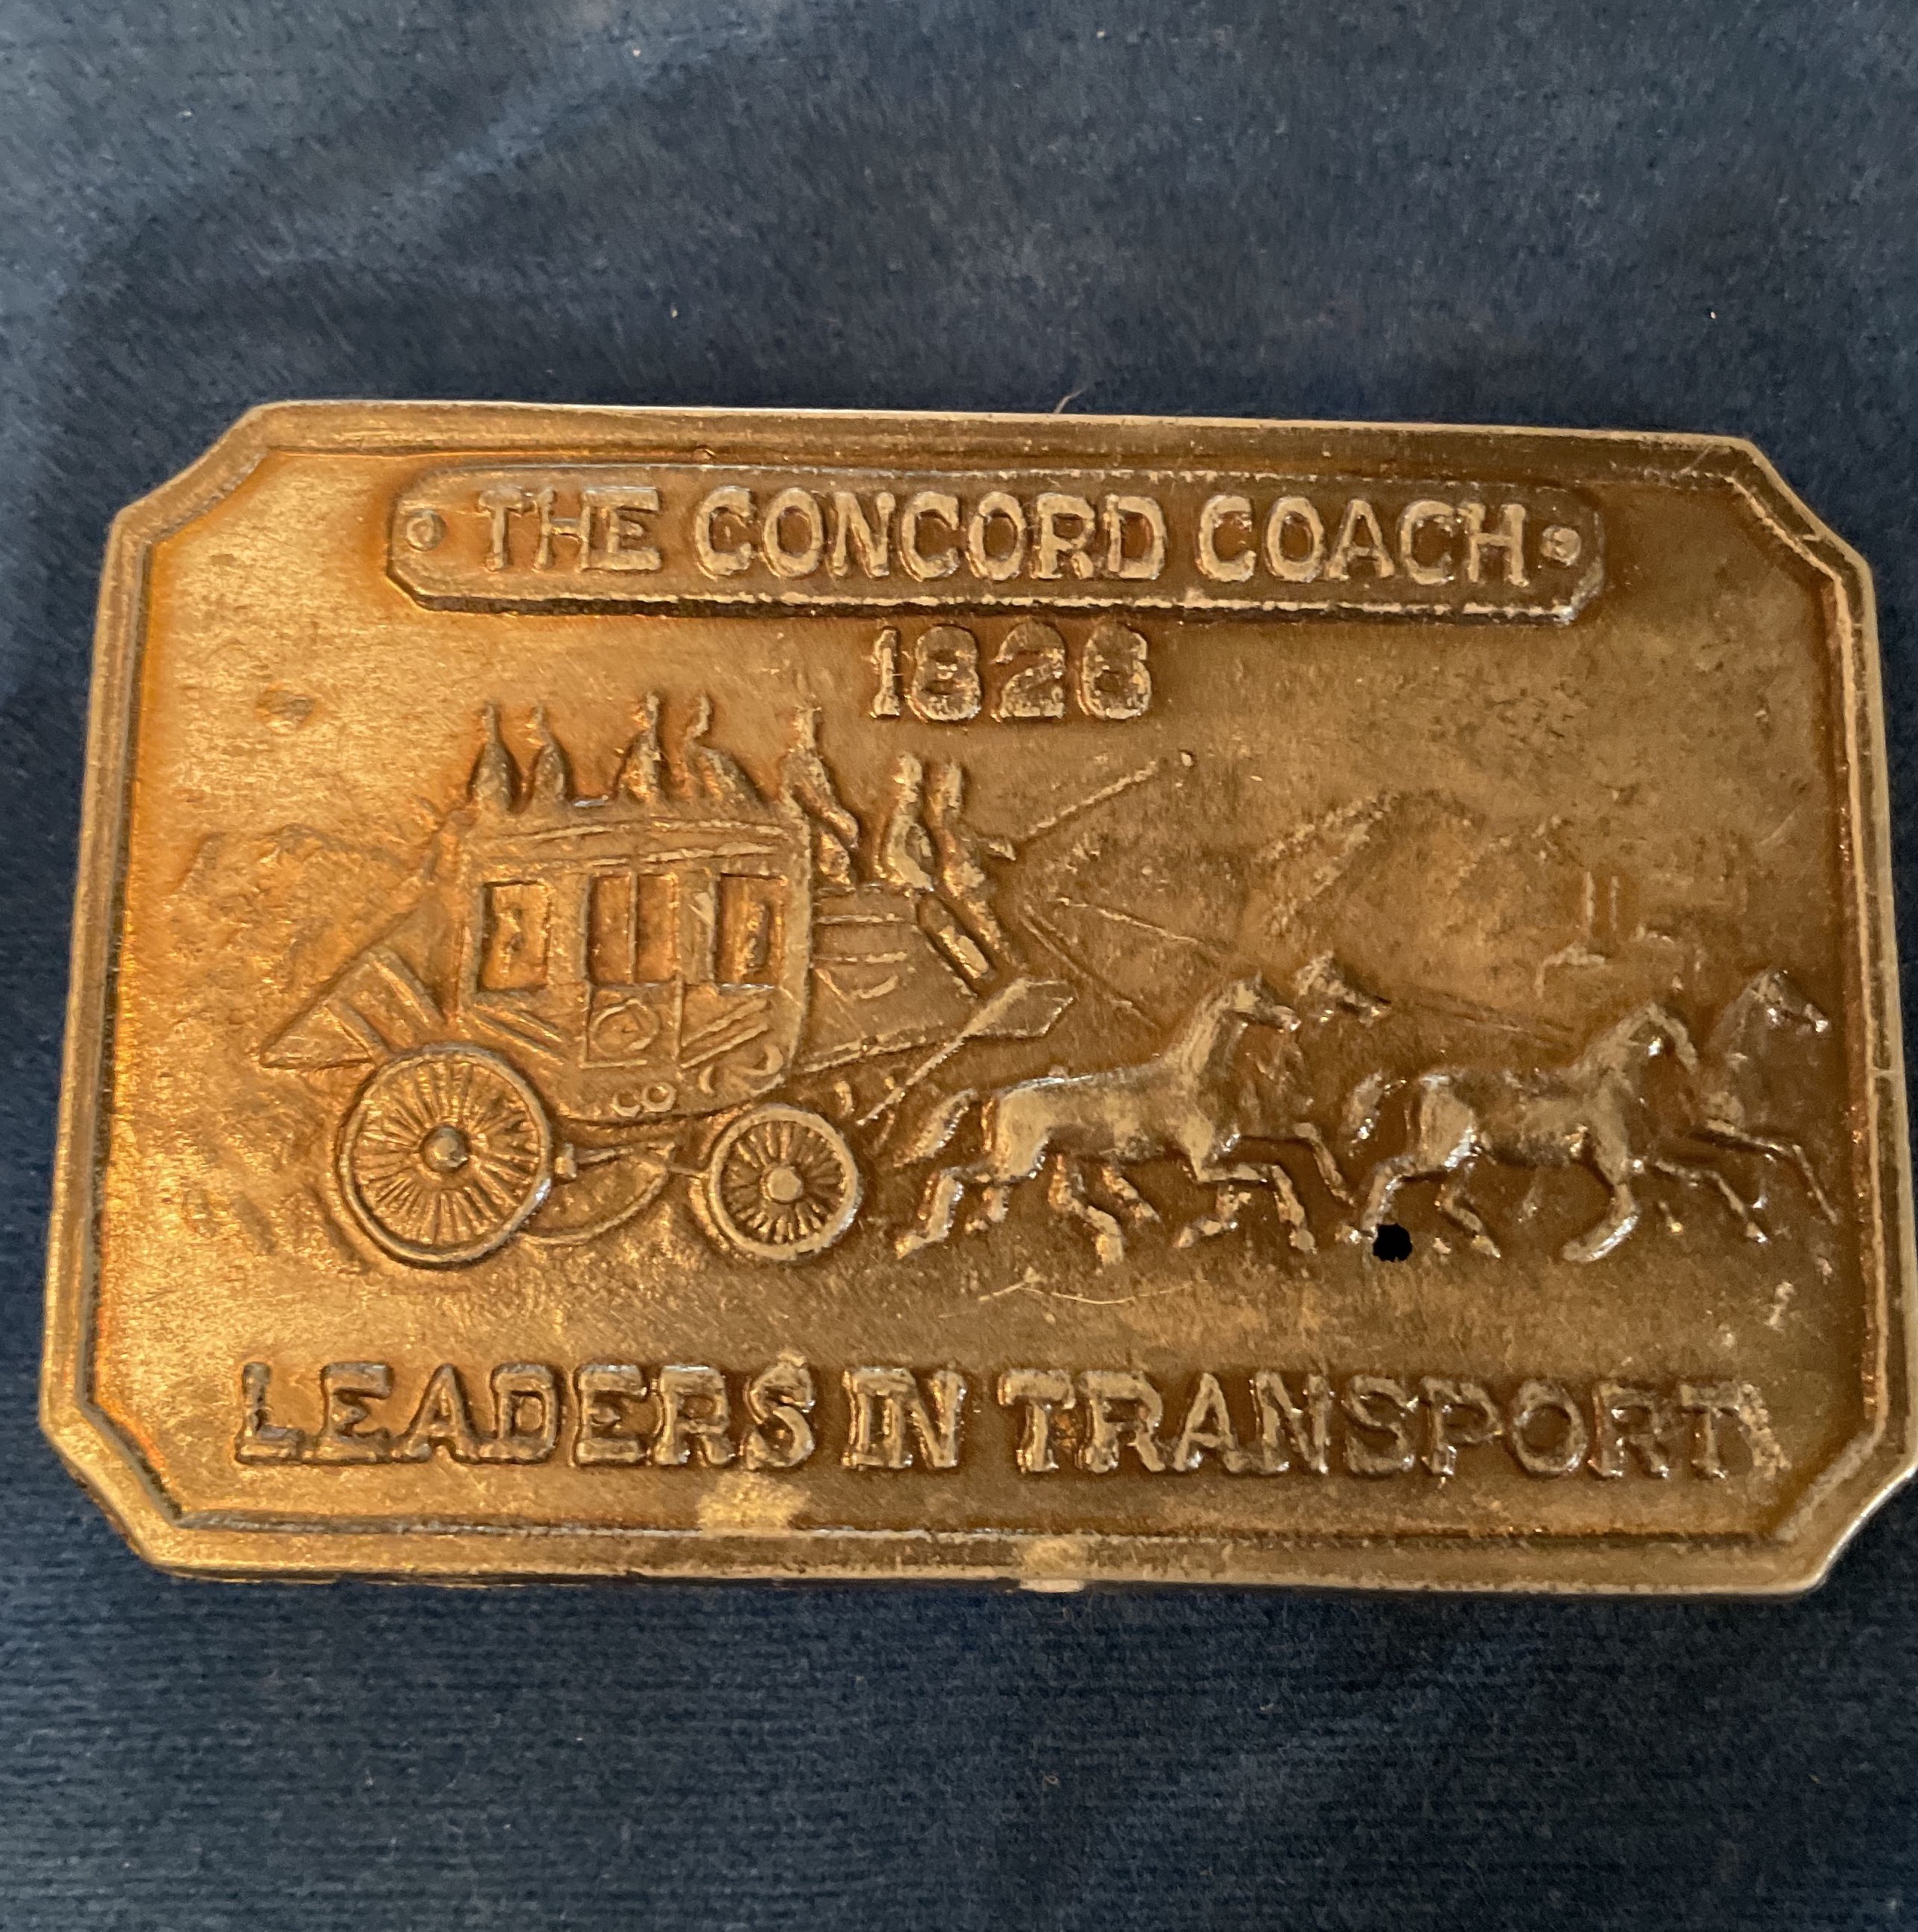 THE CONCORD COACH
1826
LEADERS IN TRANSPORT